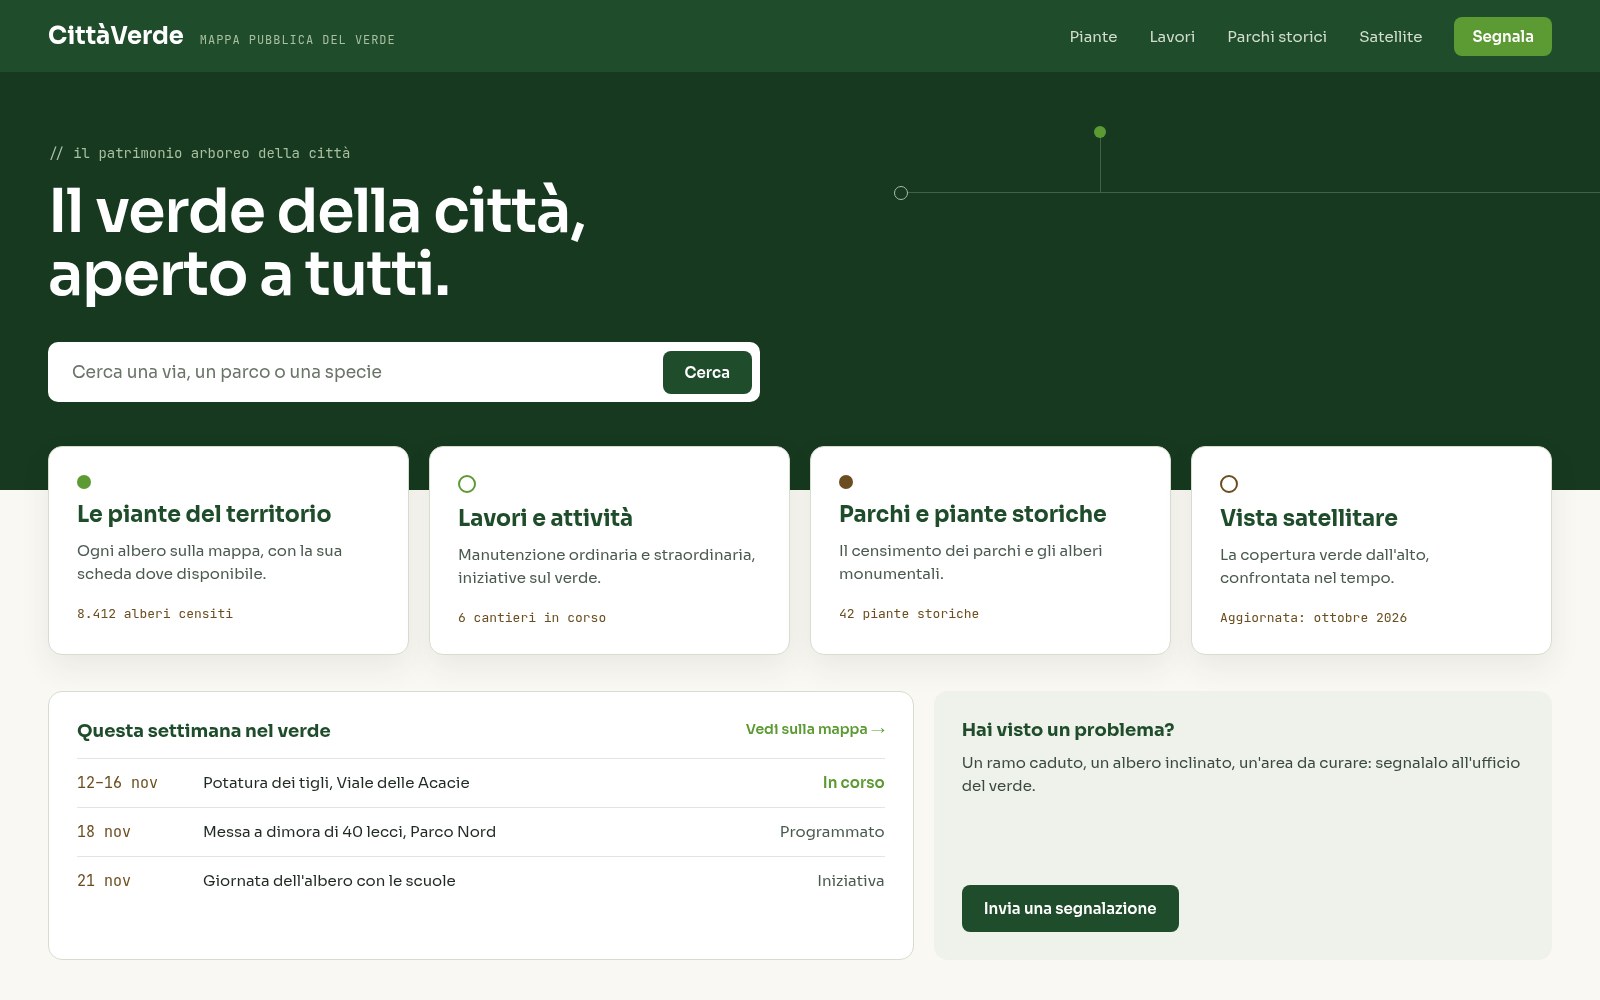 CittàVerde MAPPA PUBBLICA DEL VERDE
Piante Lavori Parchi storici Satellite Segnala
// il patrimonio arboreo della città
Il verde della città,
aperto a tutti.
Cerca una via, un parco o una specie
Cerca
Le piante del territorio
Ogni albero sulla mappa, con la sua
scheda dove disponibile.
8.412 alberi censiti
Lavori e attività
Manutenzione ordinaria e straordinaria,
iniziative sul verde.
6 cantieri in corso
Parchi e piante storiche
Il censimento dei parchi e gli alberi
monumentali.
42 piante storiche
Vista satellitare
La copertura verde dall'alto,
confrontata nel tempo.
Aggiornata: ottobre 2026
Questa settimana nel verde
Vedi sulla mappa →
12–16 nov Potatura dei tigli, Viale delle Acacie In corso
18 nov Messa a dimora di 40 lecci, Parco Nord Programmato
21 nov Giornata dell'albero con le scuole Iniziativa
Hai visto un problema?
Un ramo caduto, un albero inclinato, un'area da curare: segnalalo all'ufficio
del verde.
Invia una segnalazione